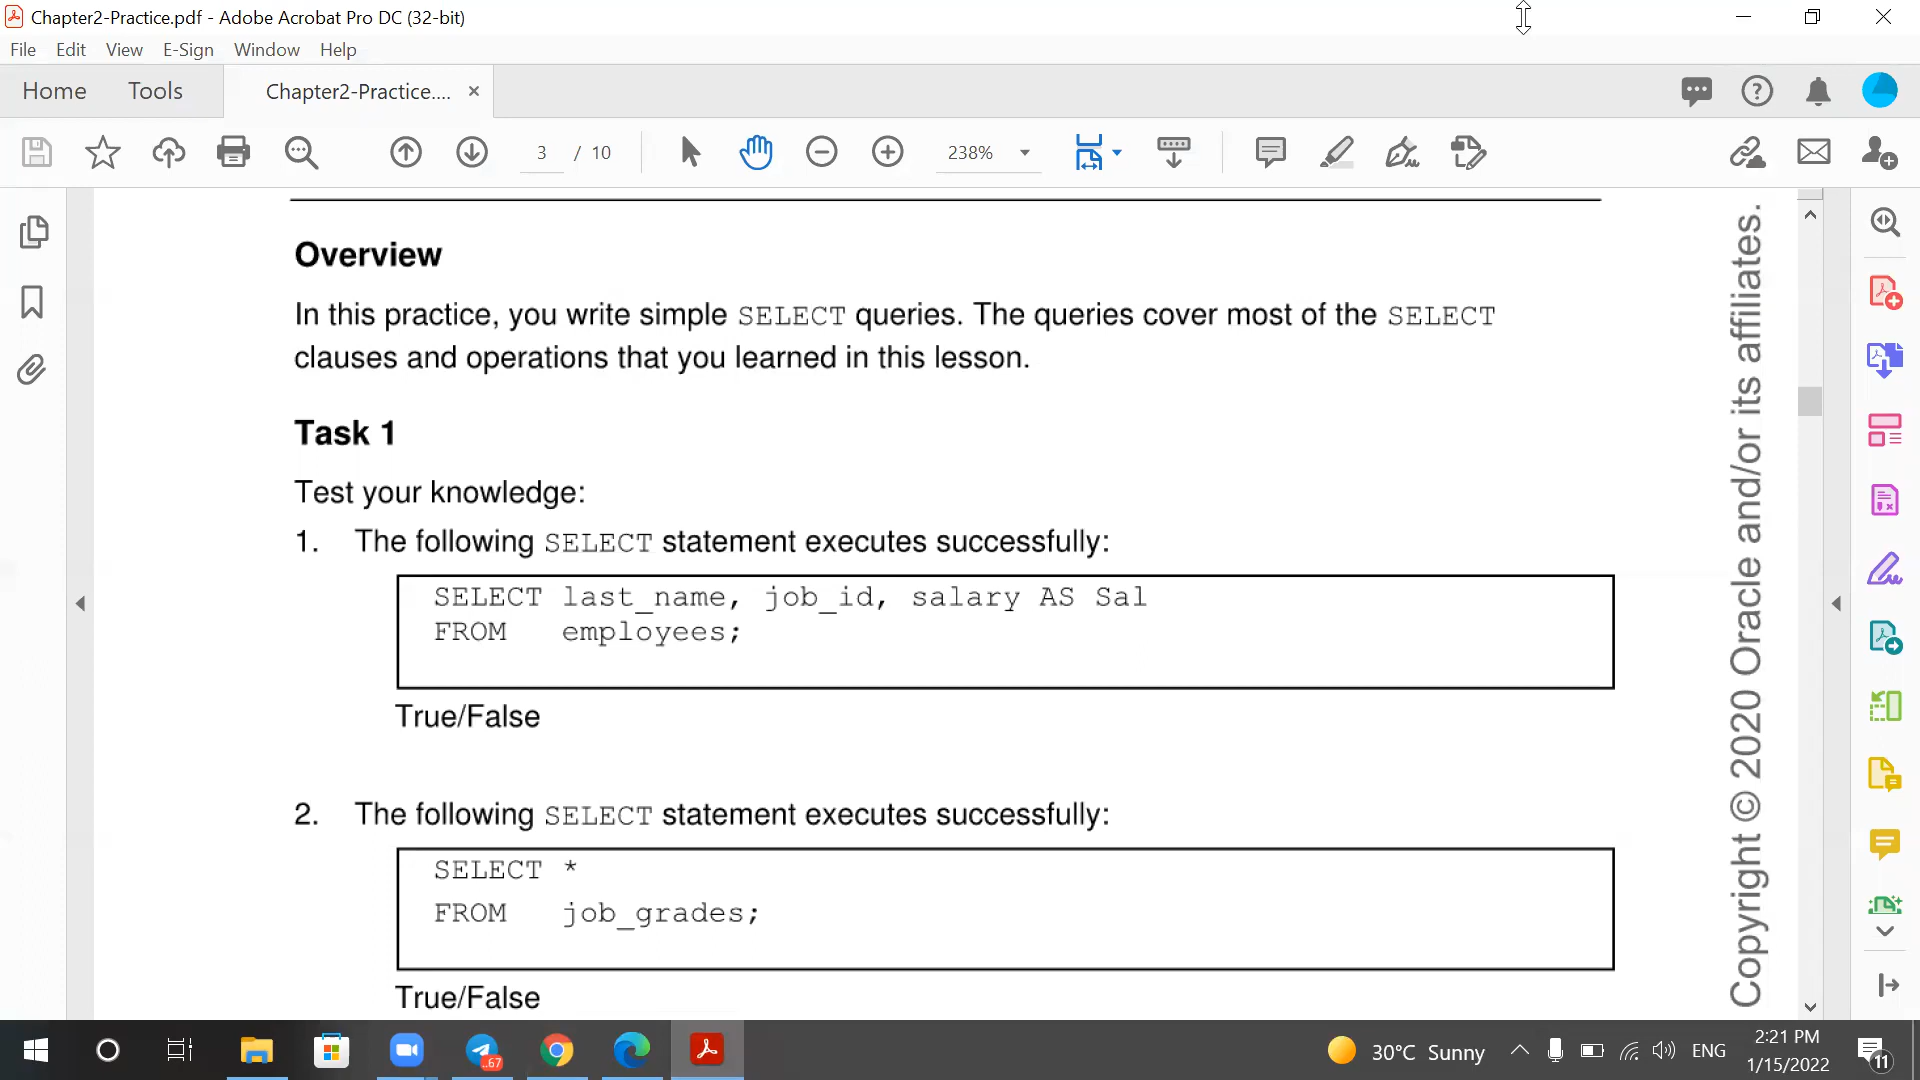 Chapter2-Practice.pdf - Adobe Acrobat Pro DC (32-bit)
File Edit View E-Sign Window Help
Home Tools Chapter2-Practice....
3 / 10 238%
Overview
In this practice, you write simple SELECT queries. The queries cover most of the SELECT
clauses and operations that you learned in this lesson.
Task 1
Test your knowledge:
1. The following SELECT statement executes successfully:
SELECT last_name, job_id, salary AS Sal
FROM employees;
True/False
2. The following SELECT statement executes successfully:
SELECT *
FROM job_grades;
True/False
Copyright © 2020 Oracle and/or its affiliates.
..67
30°C Sunny
ENG
2:21 PM
1/15/2022
11